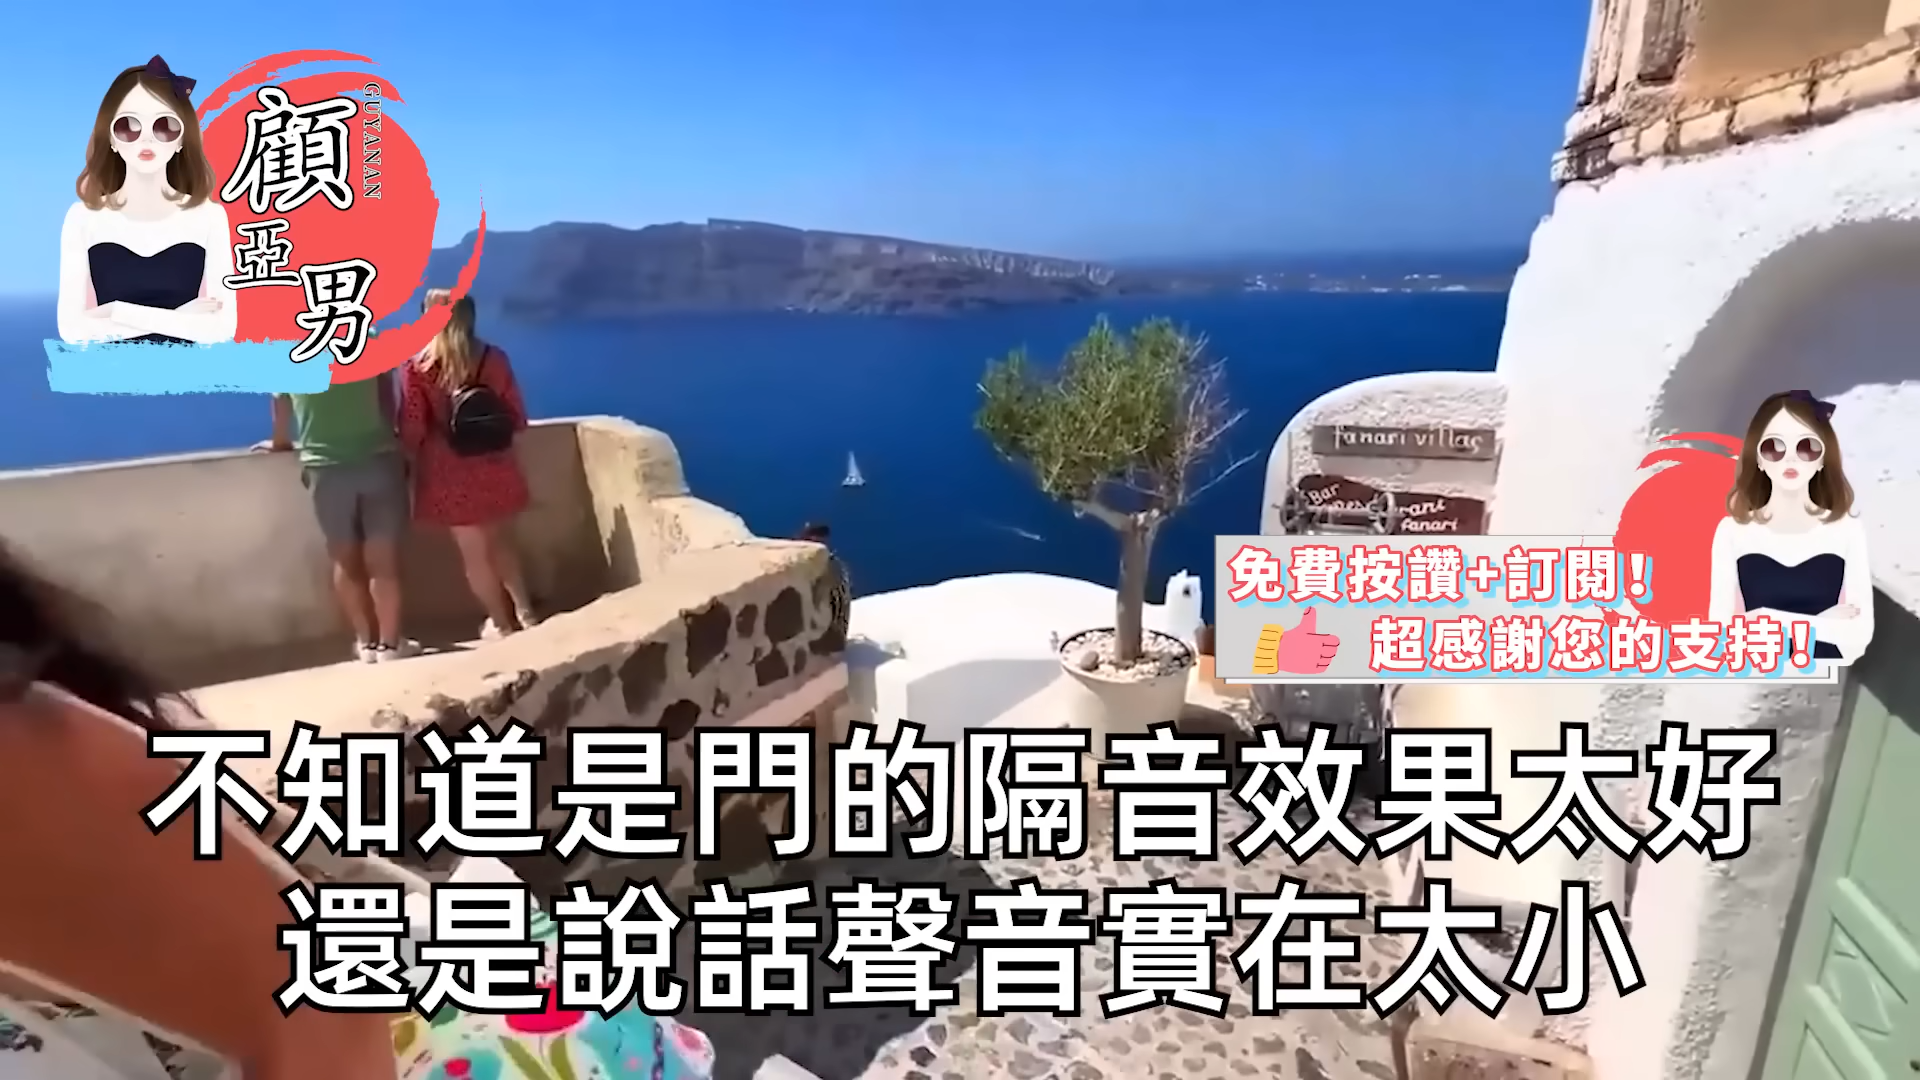 顧亞男
GUYANAN
fanari villas
Bar
fanari
免費按讚+訂閱!
超感謝您的支持!
不知道是門的隔音效果太好
還是說話聲音實在太小